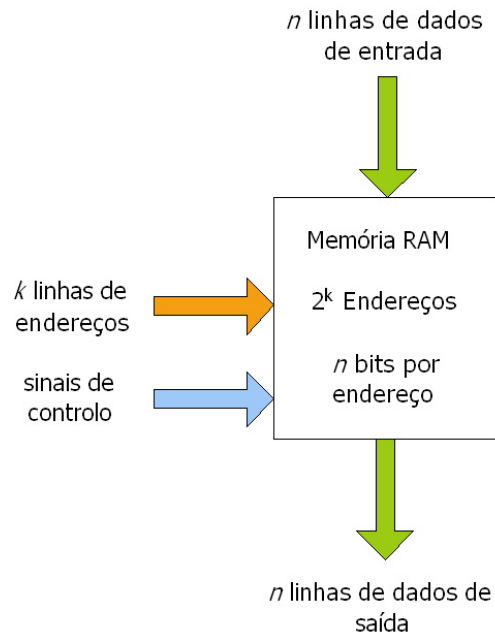 n linhas de dados
de entrada
Memória RAM
2ᵏ Endereços
n bits por
endereço
k linhas de
endereços
sinais de
controlo
n linhas de dados de
saída